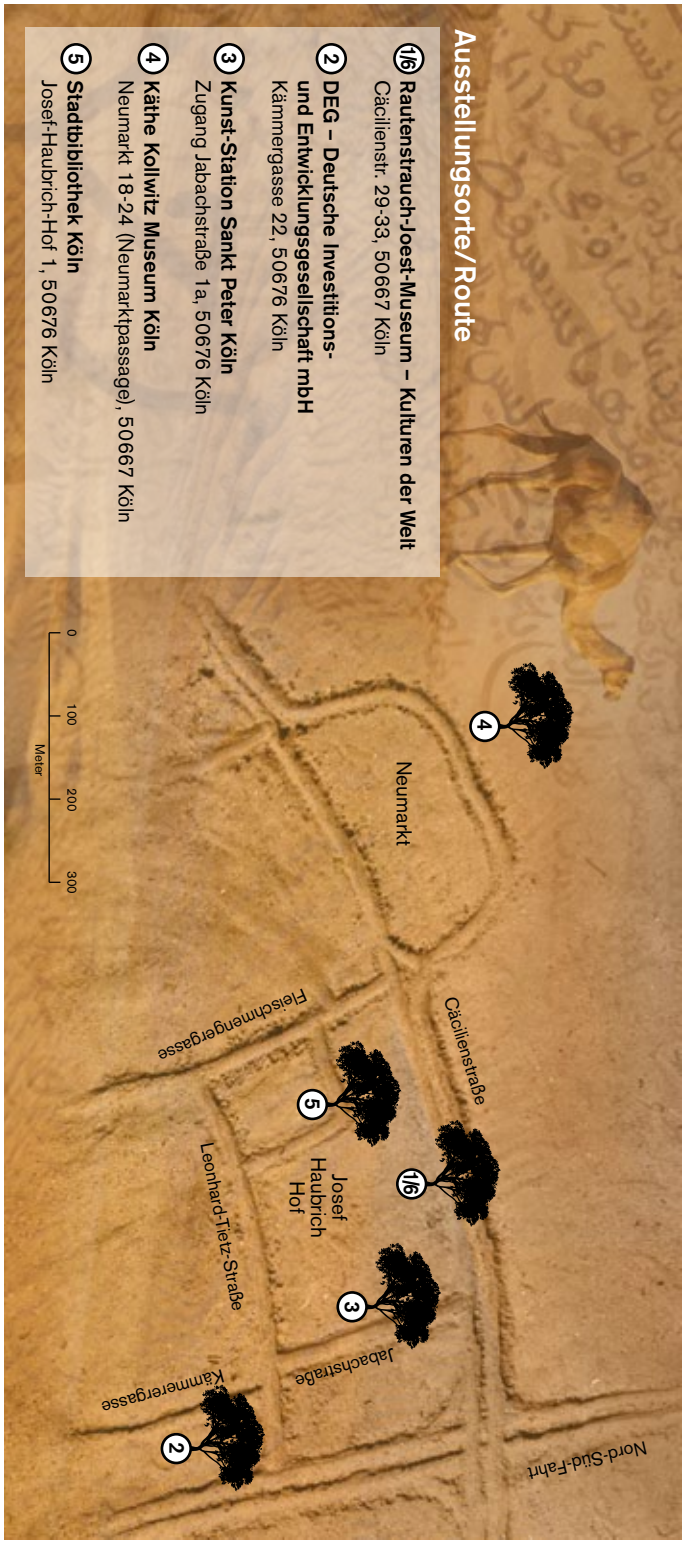 Ausstellungsorte/Route
1/6 Rautenstrauch-Joest-Museum – Kulturen der Welt
Cäcilienstr. 29-33, 50667 Köln
2 DEG – Deutsche Investitions-
und Entwicklungsgesellschaft mbH
Kämmergasse 22, 50676 Köln
3 Kunst-Station Sankt Peter Köln
Zugang Jabachstraße 1a, 50676 Köln
4 Käthe Kollwitz Museum Köln
Neumarkt 18-24 (Neumarktpassage), 50667 Köln
5 Stadtbibliothek Köln
Josef-Haubrich-Hof 1, 50676 Köln
4
Neumarkt
0 100 200 300
Meter
Fleischmengergasse
Cäcilienstraße
5
1/6
Josef
Haubrich
Hof
Leonhard-Tietz-Straße
3
Jabachstraße
Kämmerergasse
2
Nord-Süd-Fahrt